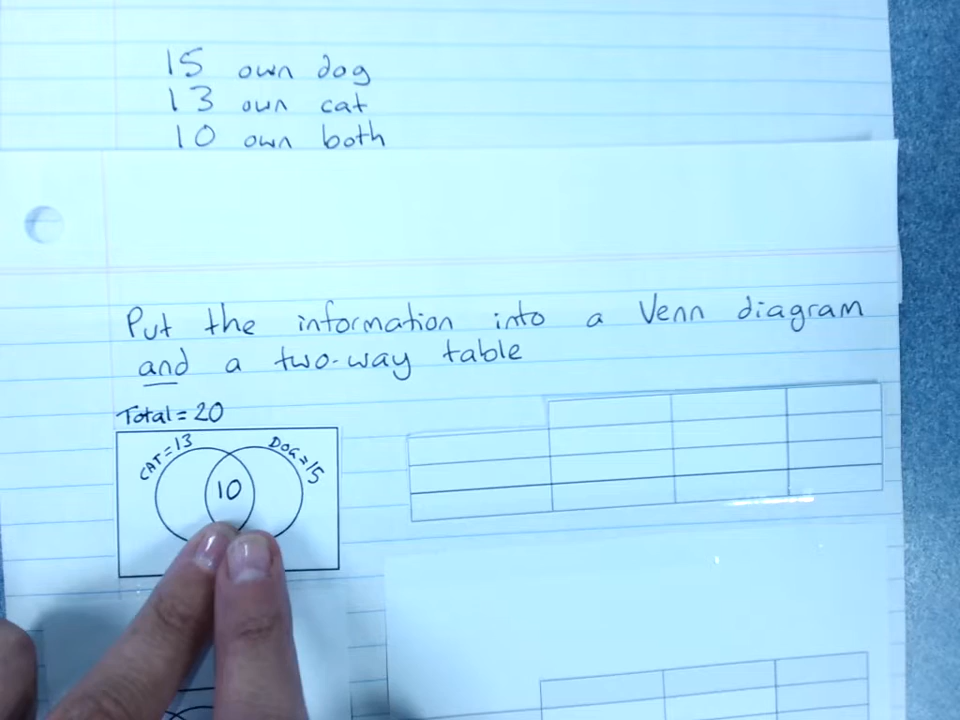 15 own dog
13 own cat
10 own both
Put the information into a Venn diagram
and a two-way table
Total = 20
CAT = 13
DOG = 15
10